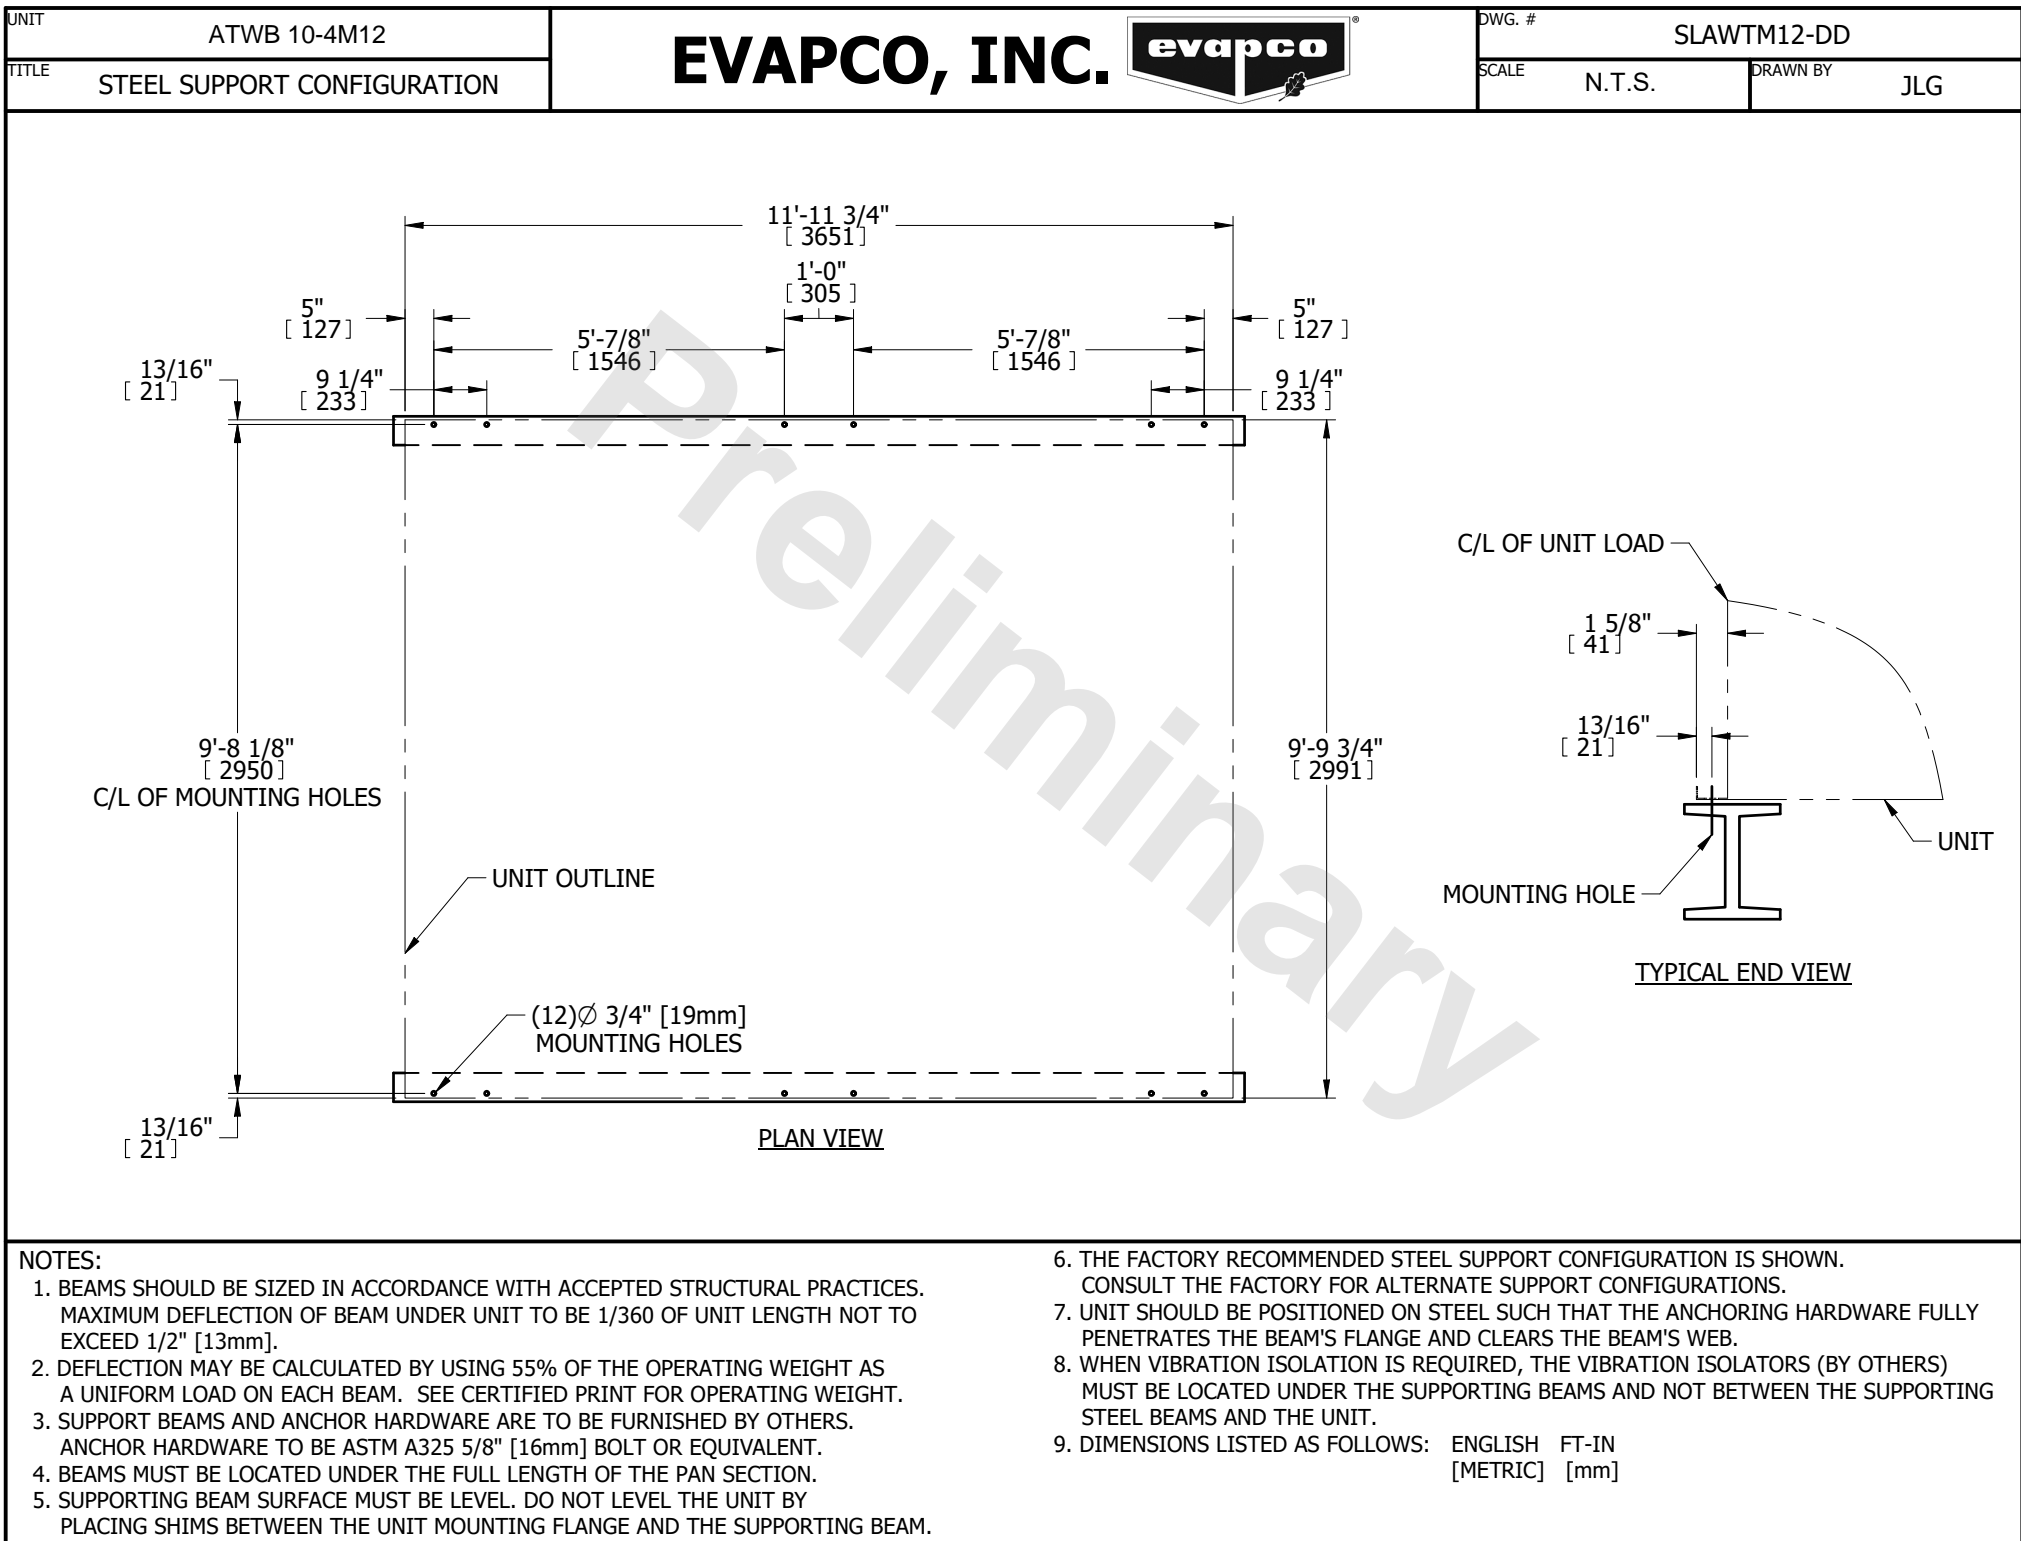 UNIT
ATWB 10-4M12
TITLE
STEEL SUPPORT CONFIGURATION
EVAPCO, INC.
evapco
®
DWG. #
SLAWTM12-DD
SCALE
N.T.S.
DRAWN BY
JLG
11'-11 3/4"
[ 3651 ]
1'-0"
[ 305 ]
5"
[ 127 ]
5"
[ 127 ]
5'-7/8"
[ 1546 ]
5'-7/8"
[ 1546 ]
13/16"
[ 21 ]
9 1/4"
[ 233 ]
9 1/4"
[ 233 ]
Preliminary
C/L OF UNIT LOAD
1 5/8"
[ 41 ]
13/16"
[ 21 ]
9'-8 1/8"
[ 2950 ]
C/L OF MOUNTING HOLES
9'-9 3/4"
[ 2991 ]
UNIT
MOUNTING HOLE
TYPICAL END VIEW
UNIT OUTLINE
(12)∅ 3/4" [19mm]
MOUNTING HOLES
13/16"
[ 21 ]
PLAN VIEW
NOTES:
1. BEAMS SHOULD BE SIZED IN ACCORDANCE WITH ACCEPTED STRUCTURAL PRACTICES.
MAXIMUM DEFLECTION OF BEAM UNDER UNIT TO BE 1/360 OF UNIT LENGTH NOT TO
EXCEED 1/2" [13mm].
2. DEFLECTION MAY BE CALCULATED BY USING 55% OF THE OPERATING WEIGHT AS
A UNIFORM LOAD ON EACH BEAM. SEE CERTIFIED PRINT FOR OPERATING WEIGHT.
3. SUPPORT BEAMS AND ANCHOR HARDWARE ARE TO BE FURNISHED BY OTHERS.
ANCHOR HARDWARE TO BE ASTM A325 5/8" [16mm] BOLT OR EQUIVALENT.
4. BEAMS MUST BE LOCATED UNDER THE FULL LENGTH OF THE PAN SECTION.
5. SUPPORTING BEAM SURFACE MUST BE LEVEL. DO NOT LEVEL THE UNIT BY
PLACING SHIMS BETWEEN THE UNIT MOUNTING FLANGE AND THE SUPPORTING BEAM.
6. THE FACTORY RECOMMENDED STEEL SUPPORT CONFIGURATION IS SHOWN.
CONSULT THE FACTORY FOR ALTERNATE SUPPORT CONFIGURATIONS.
7. UNIT SHOULD BE POSITIONED ON STEEL SUCH THAT THE ANCHORING HARDWARE FULLY
PENETRATES THE BEAM'S FLANGE AND CLEARS THE BEAM'S WEB.
8. WHEN VIBRATION ISOLATION IS REQUIRED, THE VIBRATION ISOLATORS (BY OTHERS)
MUST BE LOCATED UNDER THE SUPPORTING BEAMS AND NOT BETWEEN THE SUPPORTING
STEEL BEAMS AND THE UNIT.
9. DIMENSIONS LISTED AS FOLLOWS: ENGLISH FT-IN
[METRIC] [mm]